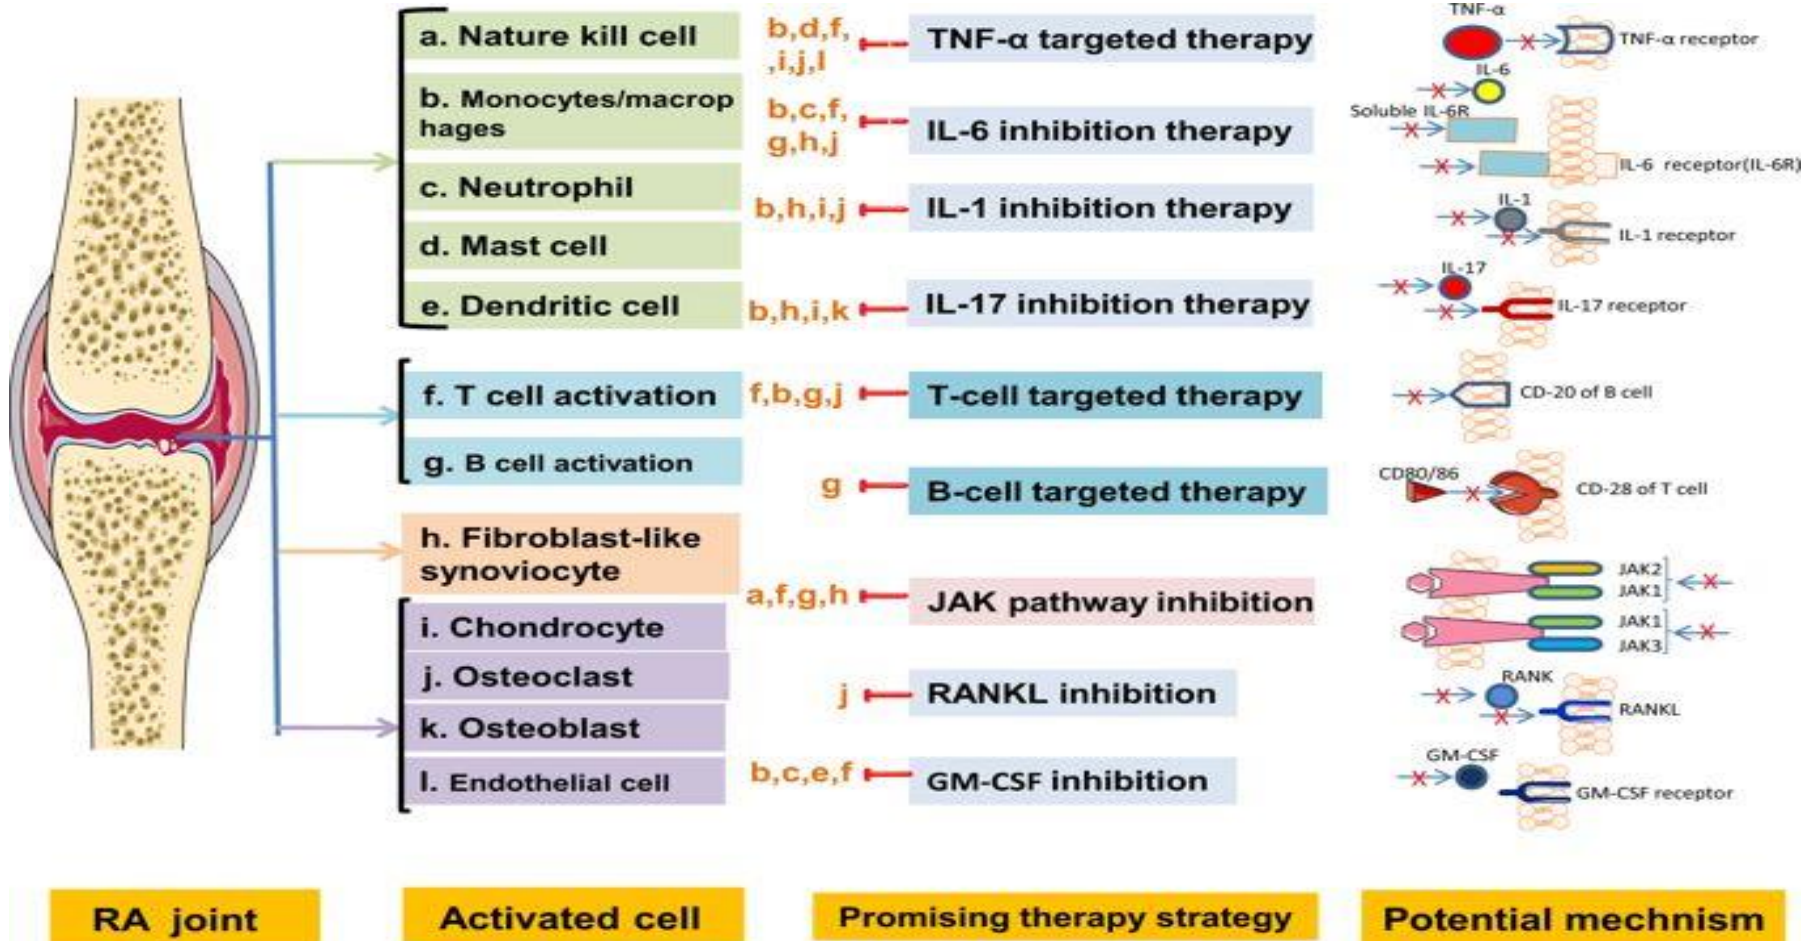 a. Nature kill cell
b. Monocytes/macrop
hages
c. Neutrophil
d. Mast cell
e. Dendritic cell
f. T cell activation
g. B cell activation
h. Fibroblast-like
synoviocyte
i. Chondrocyte
j. Osteoclast
k. Osteoblast
l. Endothelial cell
b,d,f,
,i,j,l
TNF-α targeted therapy
b,c,f,
g,h,j
IL-6 inhibition therapy
b,h,i,j
IL-1 inhibition therapy
b,h,i,k
IL-17 inhibition therapy
f,b,g,j
T-cell targeted therapy
g
B-cell targeted therapy
a,f,g,h
JAK pathway inhibition
j
RANKL inhibition
b,c,e,f
GM-CSF inhibition
TNF-α
TNF-α receptor
IL-6
Soluble IL-6R
IL-6 receptor(IL-6R)
IL-1
IL-1 receptor
IL-17
IL-17 receptor
CD-20 of B cell
CD80/86
CD-28 of T cell
JAK2
JAK1
JAK1
JAK3
RANK
RANKL
GM-CSF
GM-CSF receptor
RA joint
Activated cell
Promising therapy strategy
Potential mechnism